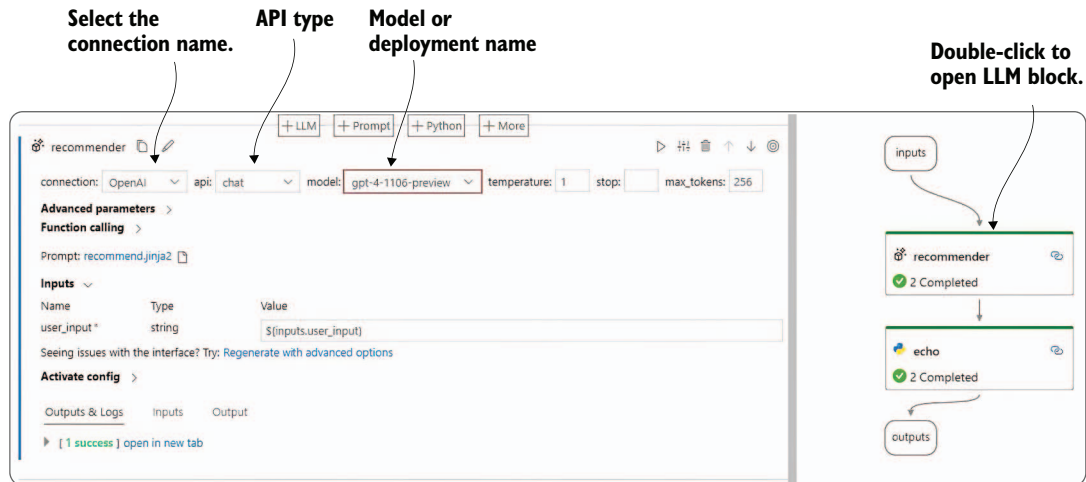 Select the
connection name.
API type
Model or
deployment name
Double-click to
open LLM block.
+ LLM + Prompt + Python + More
recommender
connection: OpenAI api: chat model: gpt-4-1106-preview temperature: 1 stop: max_tokens: 256
Advanced parameters >
Function calling >
Prompt: recommend.jinja2
Inputs
Name Type Value
user_input* string ${inputs.user_input}
Seeing issues with the interface? Try: Regenerate with advanced options
Activate config >
Outputs & Logs Inputs Output
[ 1 success ] open in new tab
inputs
recommender
2 Completed
echo
2 Completed
outputs